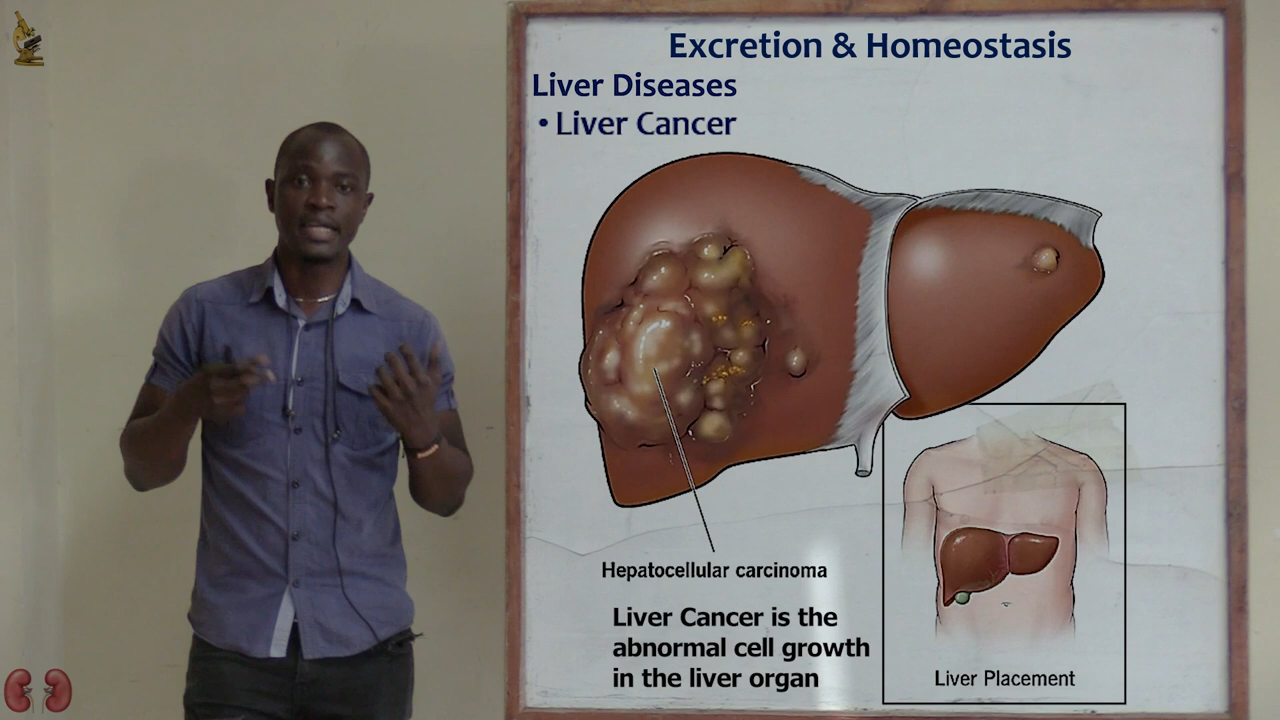 Excretion & Homeostasis
Liver Diseases
• Liver Cancer
Hepatocellular carcinoma
Liver Cancer is the
abnormal cell growth
in the liver organ
Liver Placement